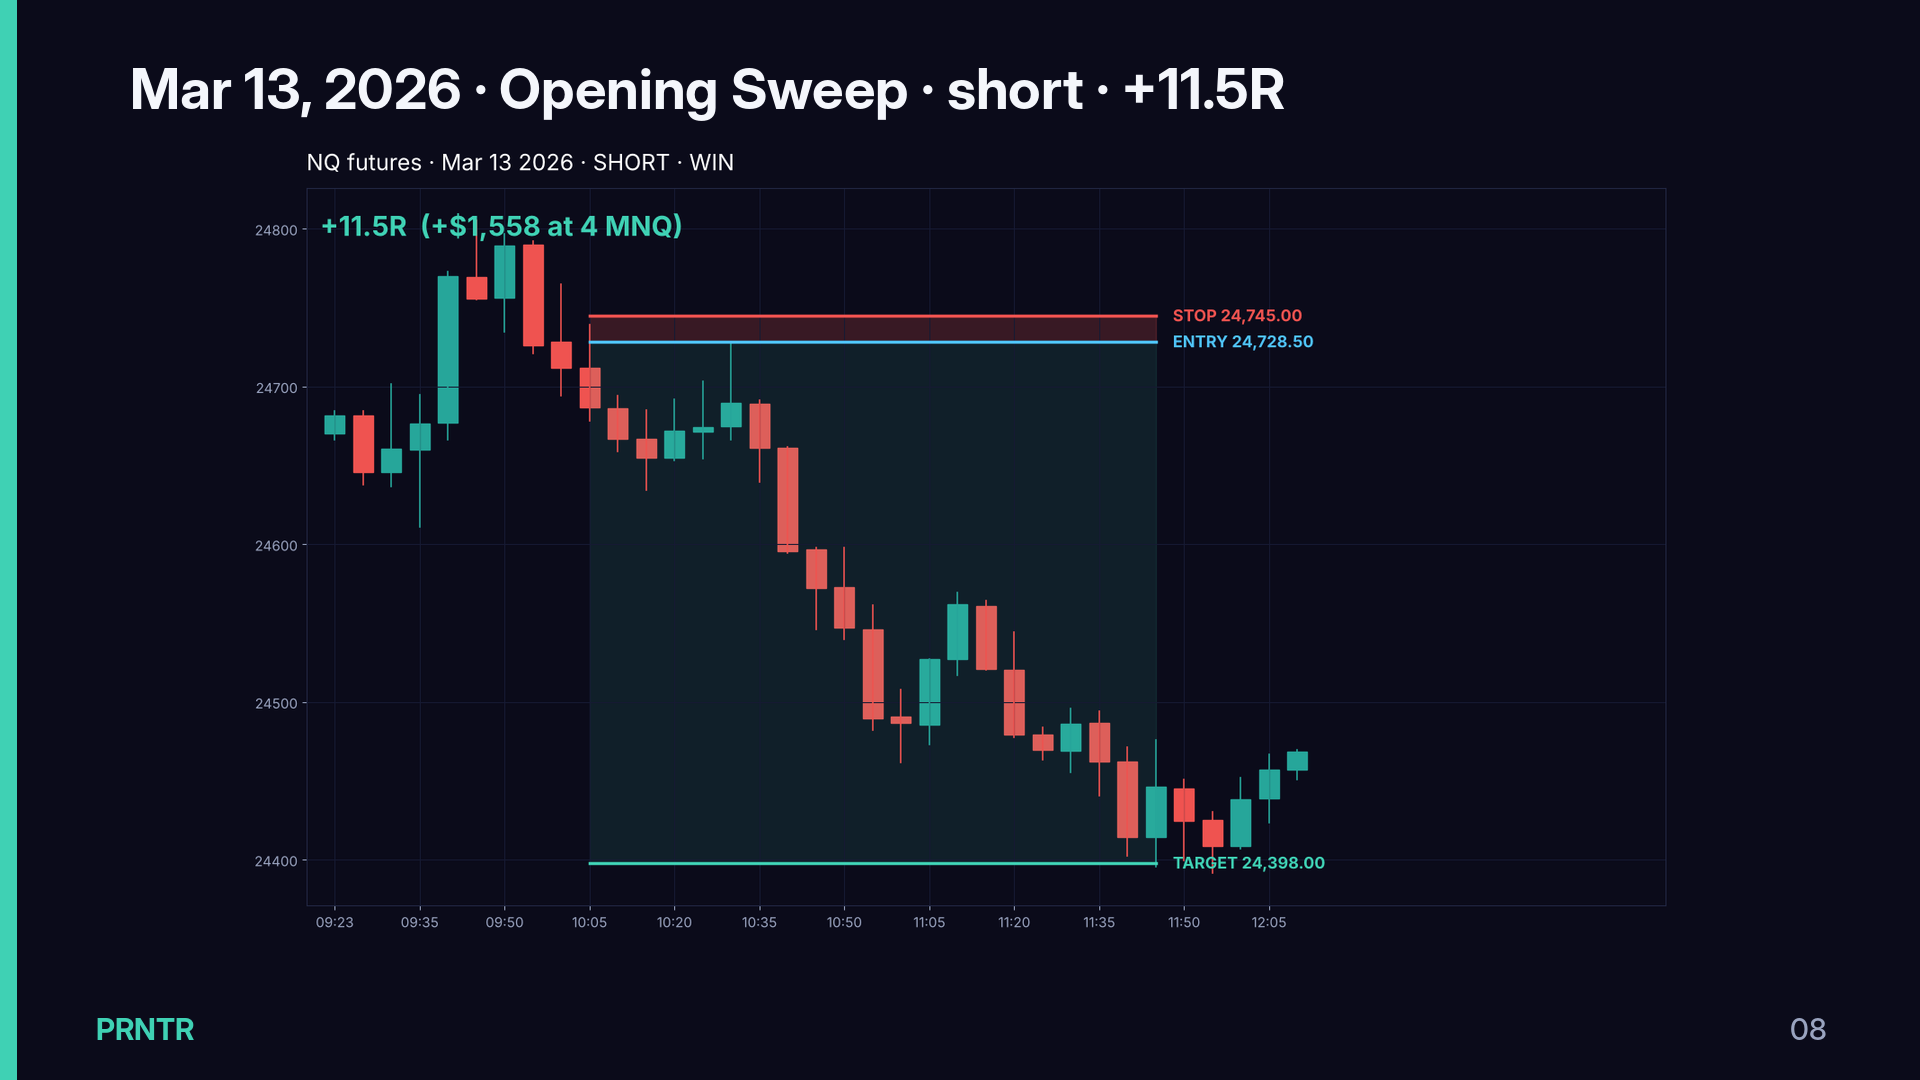 Mar 13, 2026 · Opening Sweep · short · +11.5R
NQ futures · Mar 13 2026 · SHORT · WIN
+11.5R (+$1,558 at 4 MNQ)
24800
24700
24600
24500
24400
STOP 24,745.00
ENTRY 24,728.50
TARGET 24,398.00
09:23 09:35 09:50 10:05 10:20 10:35 10:50 11:05 11:20 11:35 11:50 12:05
PRNTR
08